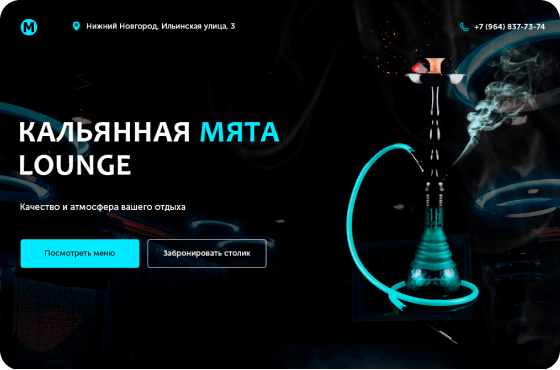 М
Нижний Новгород, Ильинская улица, 3
+7 (964) 837-73-74
КАЛЬЯННАЯ МЯТА
LOUNGE
Качество и атмосфера вашего отдыха
Посмотреть меню
Забронировать столик